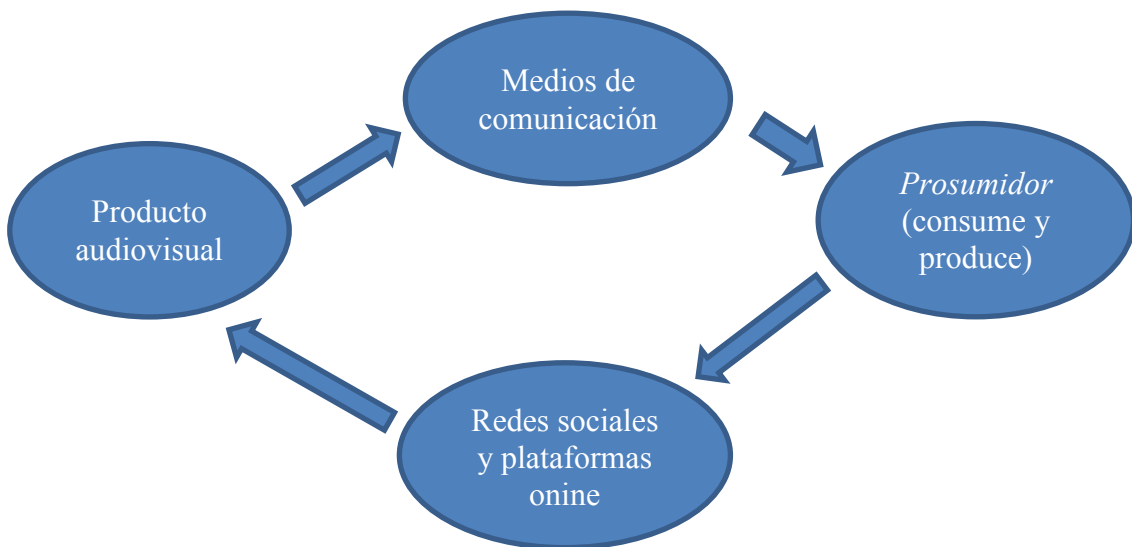 Medios de
comunicación
Prosumidor
(consume y
produce)
Producto
audiovisual
Redes sociales
y plataformas
onine